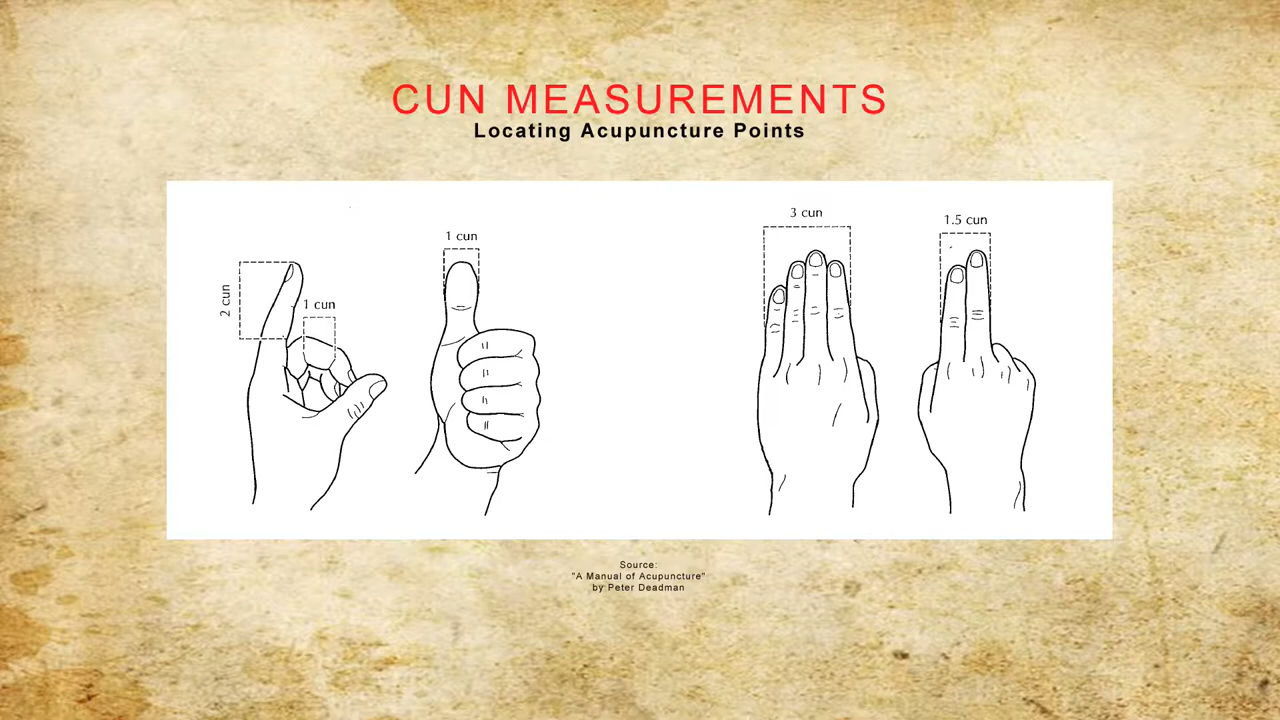 CUN MEASUREMENTS
Locating Acupuncture Points
2 cun
1 cun
1 cun
3 cun
1.5 cun
Source:
"A Manual of Acupuncture"
by Peter Deadman